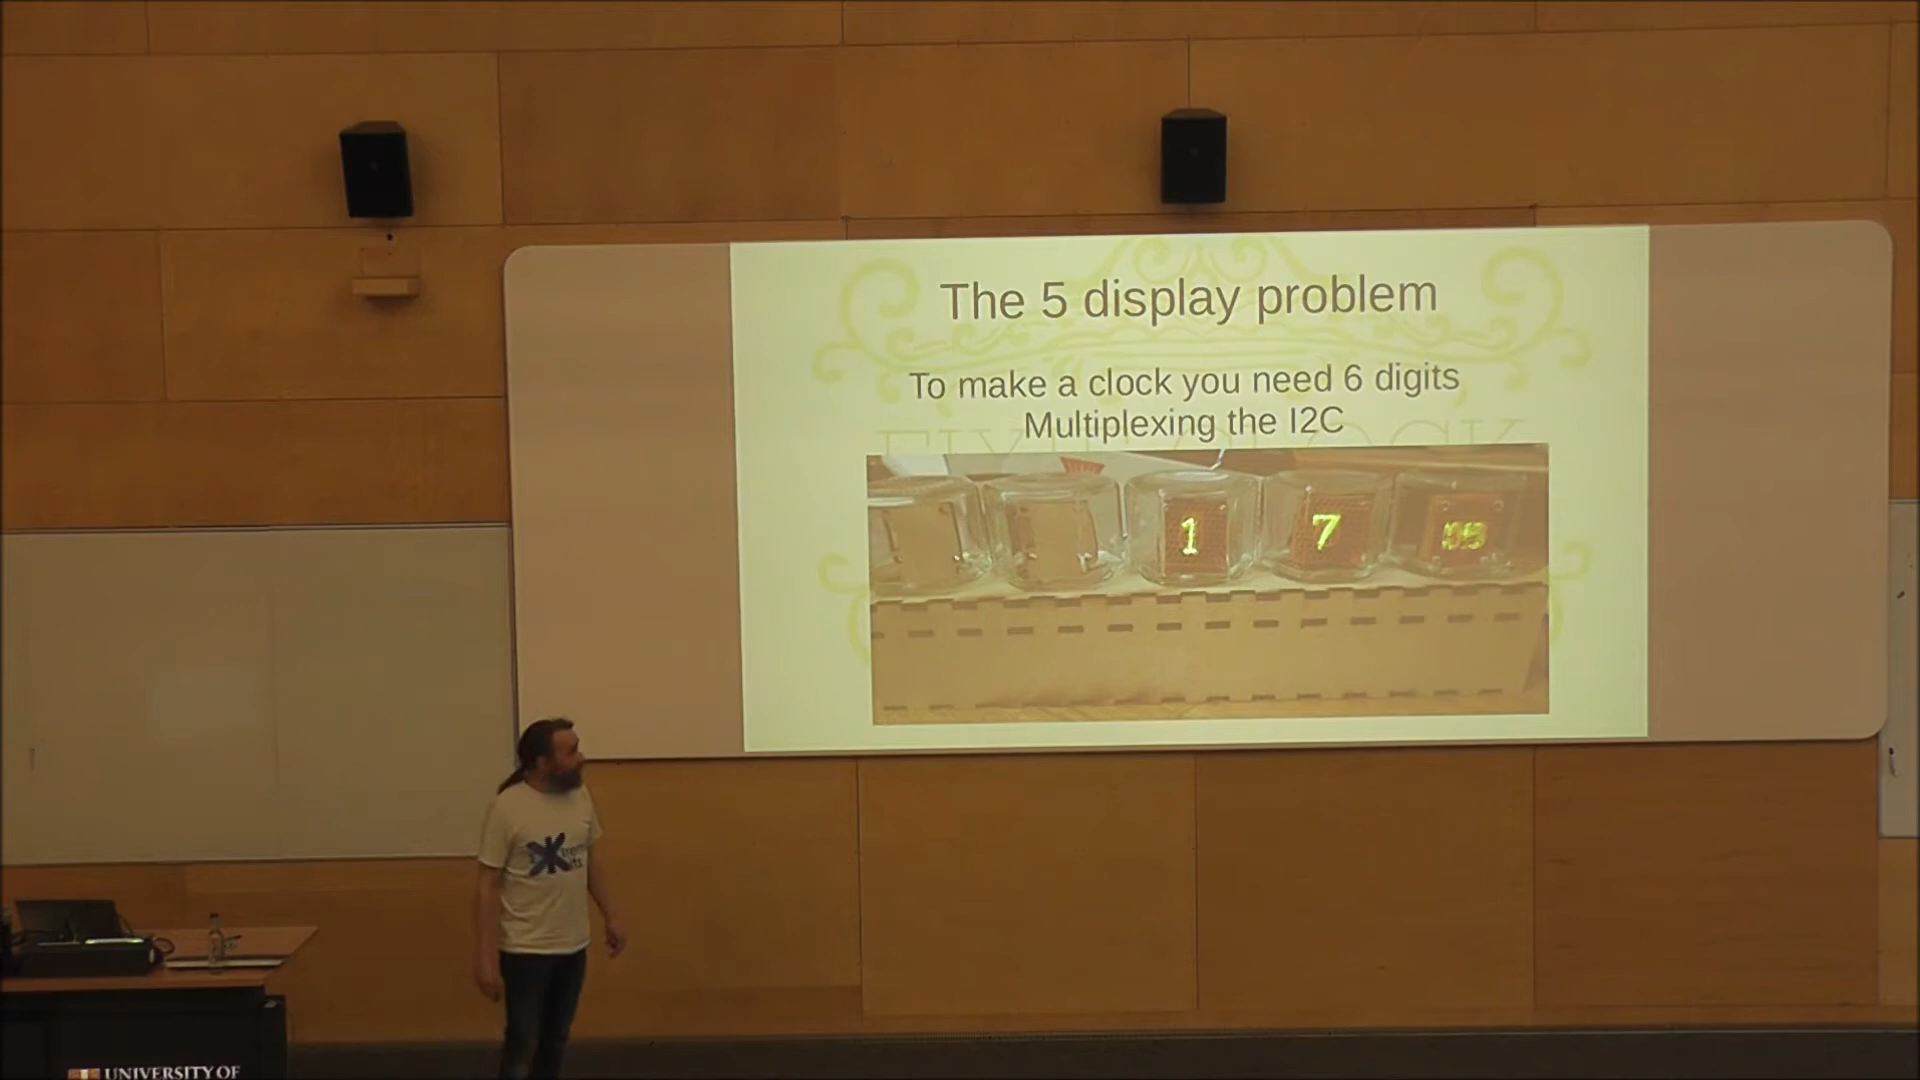 The 5 display problem
To make a clock you need 6 digits
Multiplexing the I2C
1 7
UNIVERSITY OF